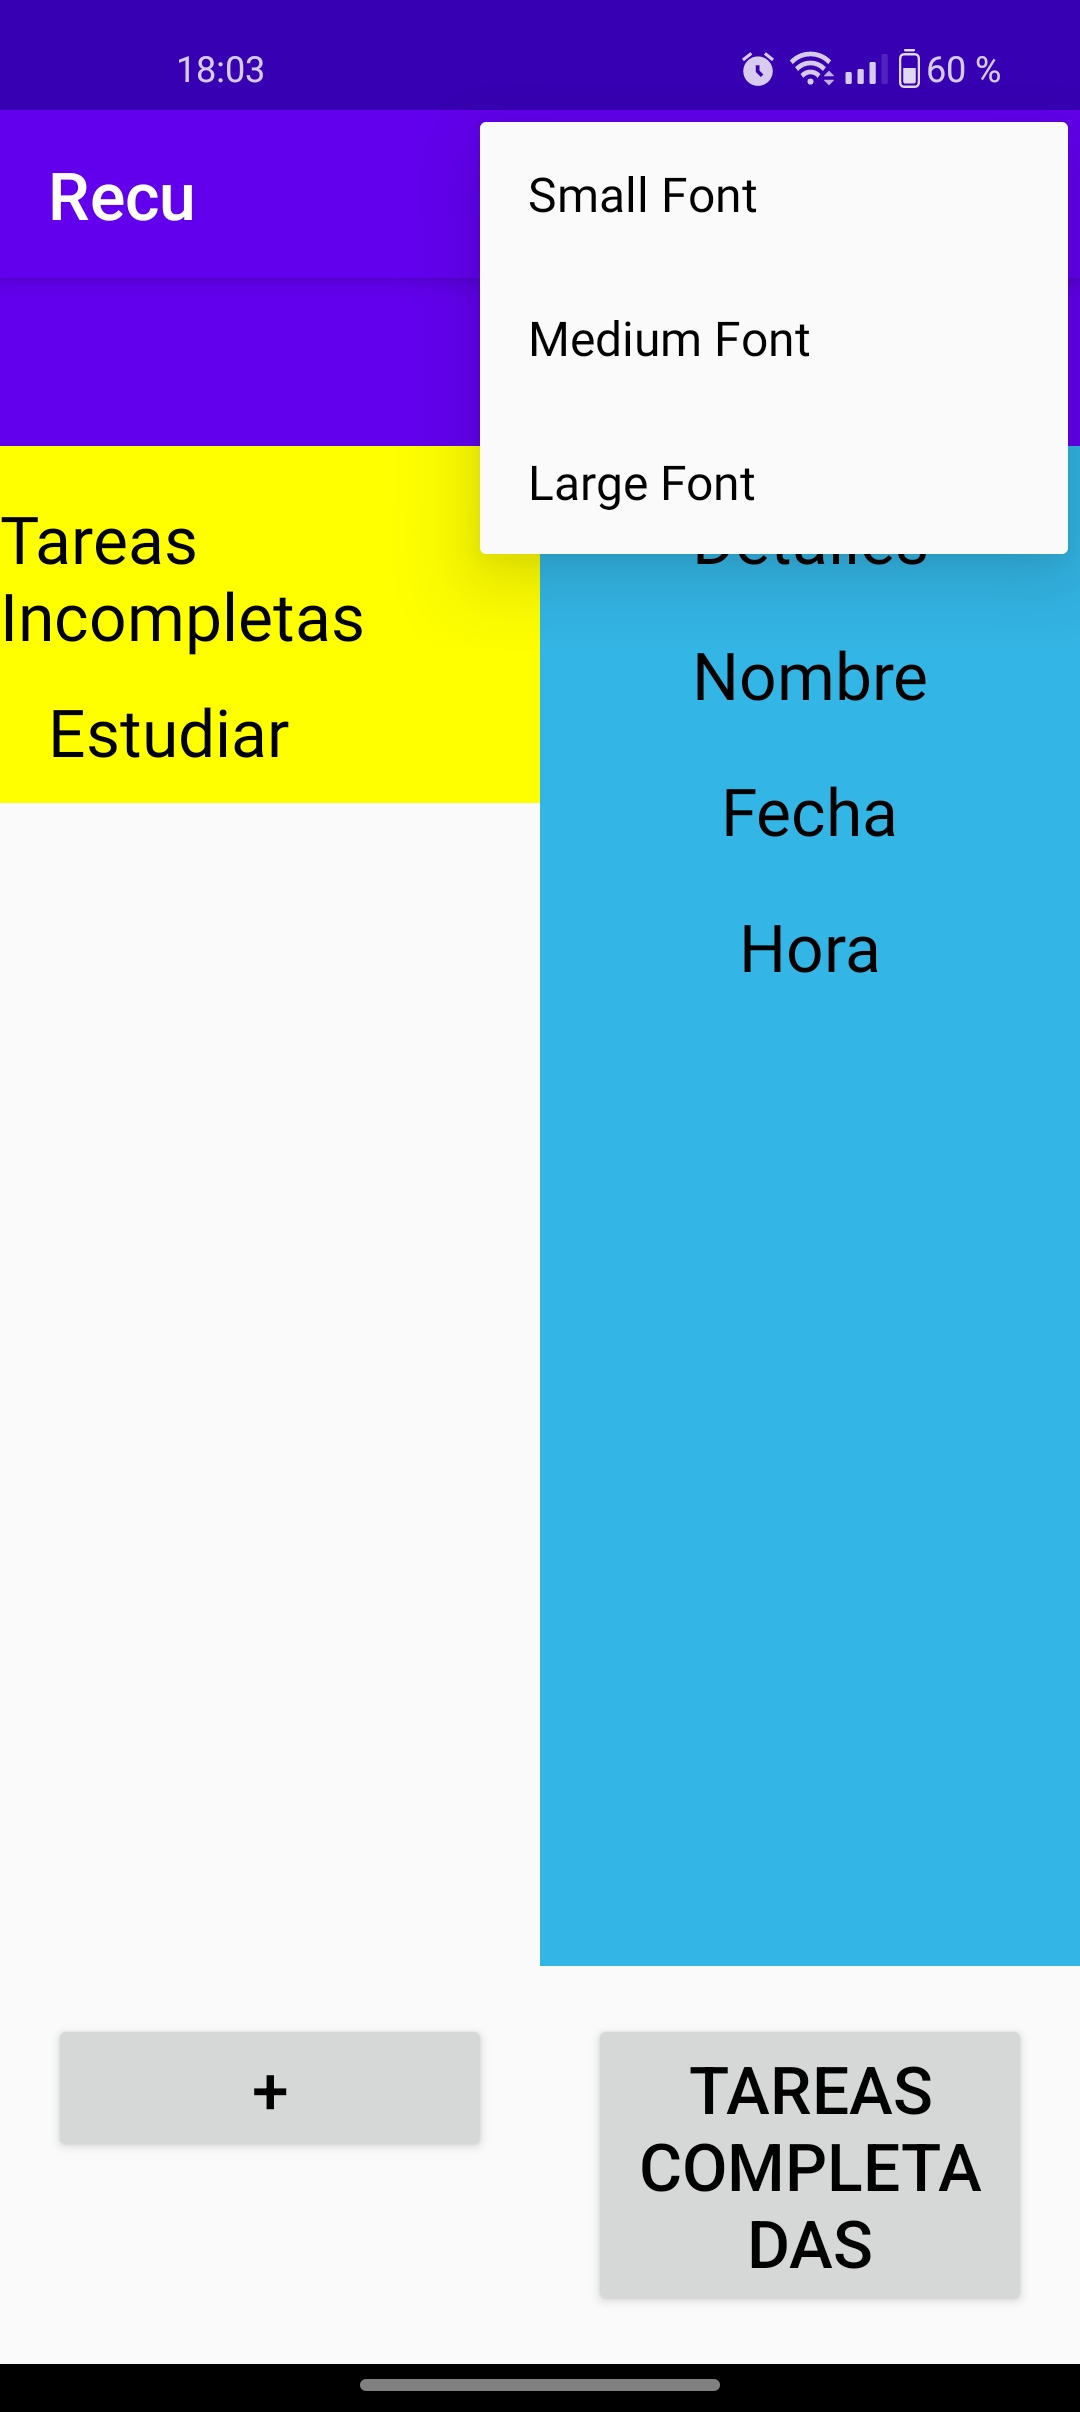 18:03
60 %
Recu
Small Font
Medium Font
Large Font
Tareas
Incompletas
Estudiar
Nombre
Fecha
Hora
+
TAREAS
COMPLETA
DAS